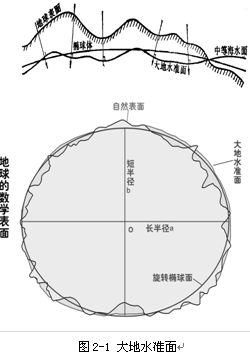 地球表面
椭球体
中等海水面
大地水准面
自然表面
大地水准面
短半径b
O
长半径a
旋转椭球面
地球的数学表面
图2-1 大地水准面